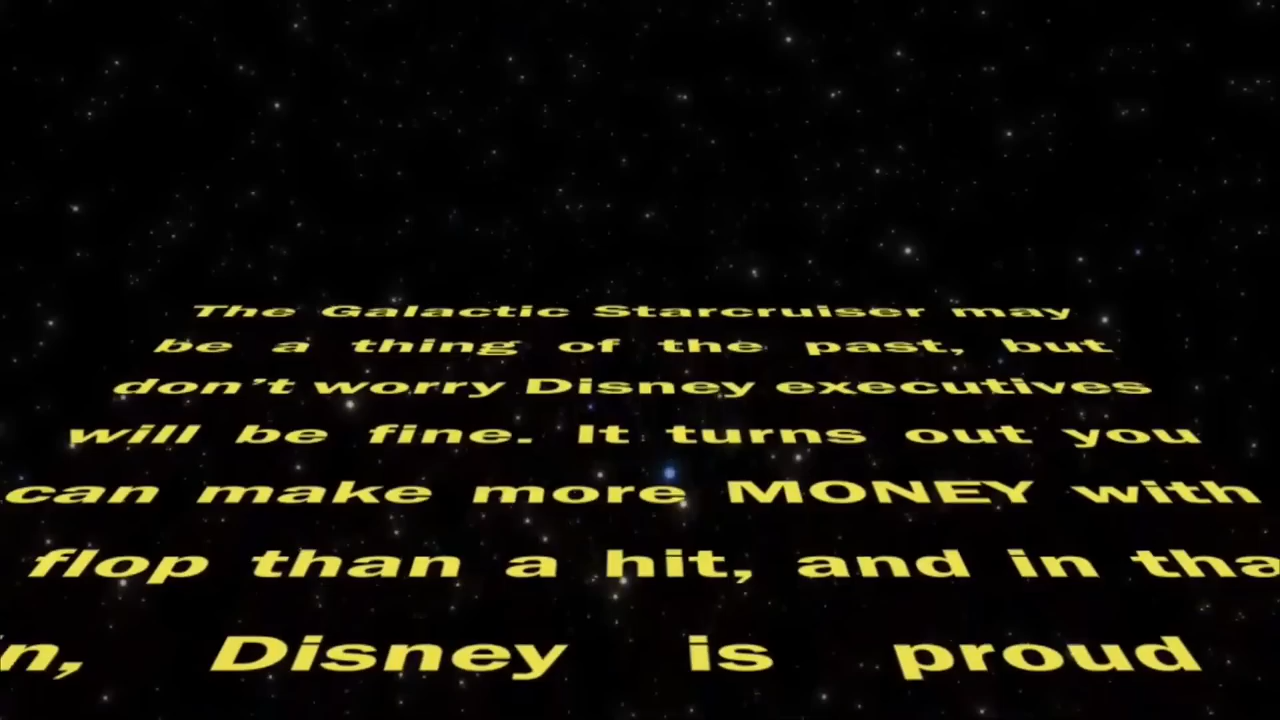 The Galactic Starcruiser may
be a thing of the past, but
don't worry Disney executives
will be fine. It turns out you
can make more MONEY with
flop than a hit, and in
Disney is proud